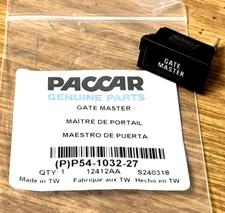 GATE
MASTER
PACCAR
GENUINE PARTS
GATE MASTER
MAÎTRE DE PORTAIL
MAESTRO DE PUERTA
(P)P54-1032-27
QTY: 1 12412AA S240318
Made in TW Fabrique aux TW Hecho en TW